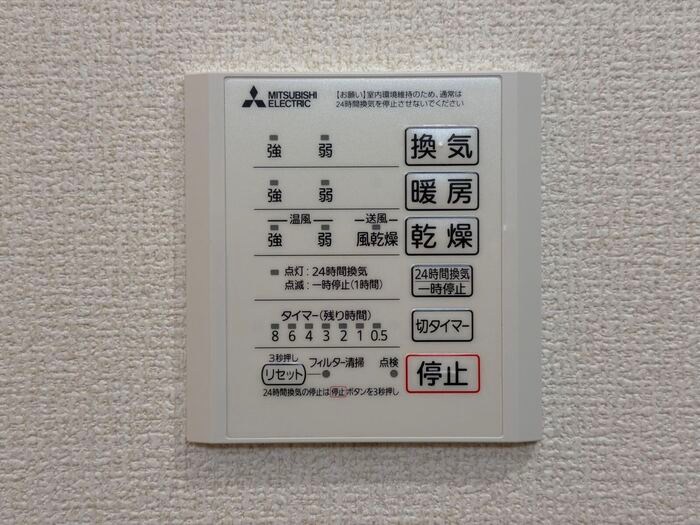 MITSUBISHI
ELECTRIC
【お願い】室内環境維持のため、通常は
24時間換気を停止させないでください
強 弱 換気
強 弱 暖房
温風 送風
強 弱 風乾燥 乾燥
点灯:24時間換気
点滅:一時停止(1時間)
24時間換気
一時停止
タイマー(残り時間)
8 6 4 3 2 1 0.5
切タイマー
3秒押し
リセット フィルター清掃 点検
停止
24時間換気の停止は停止ボタンを3秒押し